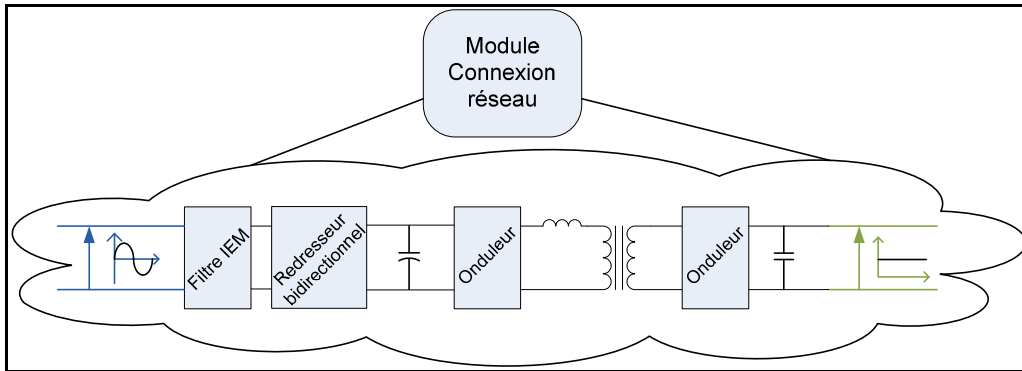 Module
Connexion
réseau
Filtre IEM
Redresseur
bidirectionnel
Onduleur
Onduleur